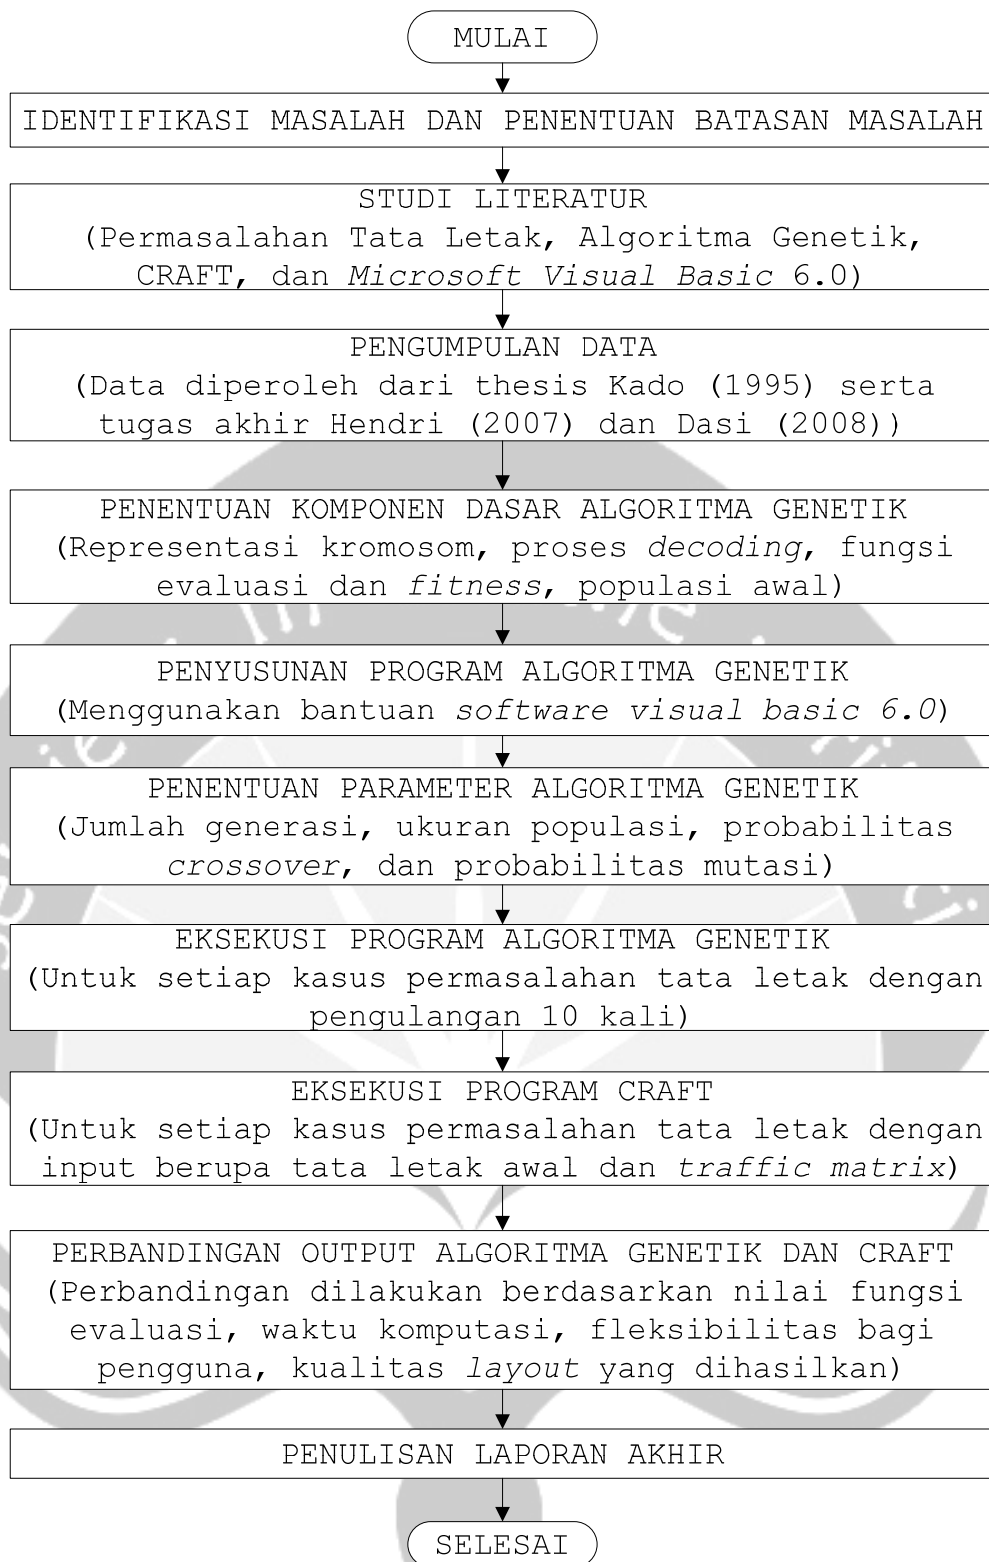 MULAI
IDENTIFIKASI MASALAH DAN PENENTUAN BATASAN MASALAH
STUDI LITERATUR
(Permasalahan Tata Letak, Algoritma Genetik,
CRAFT, dan Microsoft Visual Basic 6.0)
PENGUMPULAN DATA
(Data diperoleh dari thesis Kado (1995) serta
tugas akhir Hendri (2007) dan Dasi (2008))
PENENTUAN KOMPONEN DASAR ALGORITMA GENETIK
(Representasi kromosom, proses decoding, fungsi
evaluasi dan fitness, populasi awal)
PENYUSUNAN PROGRAM ALGORITMA GENETIK
(Menggunakan bantuan software visual basic 6.0)
PENENTUAN PARAMETER ALGORITMA GENETIK
(Jumlah generasi, ukuran populasi, probabilitas
crossover, dan probabilitas mutasi)
EKSEKUSI PROGRAM ALGORITMA GENETIK
(Untuk setiap kasus permasalahan tata letak dengan
pengulangan 10 kali)
EKSEKUSI PROGRAM CRAFT
(Untuk setiap kasus permasalahan tata letak dengan
input berupa tata letak awal dan traffic matrix)
PERBANDINGAN OUTPUT ALGORITMA GENETIK DAN CRAFT
(Perbandingan dilakukan berdasarkan nilai fungsi
evaluasi, waktu komputasi, fleksibilitas bagi
pengguna, kualitas layout yang dihasilkan)
PENULISAN LAPORAN AKHIR
SELESAI